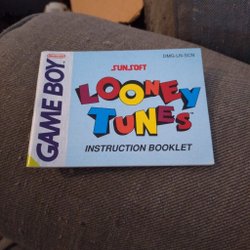 DMG-LN-SCN
SUNSOFT
LOONEY
TUNES
INSTRUCTION BOOKLET
Nintendo
GAME BOY